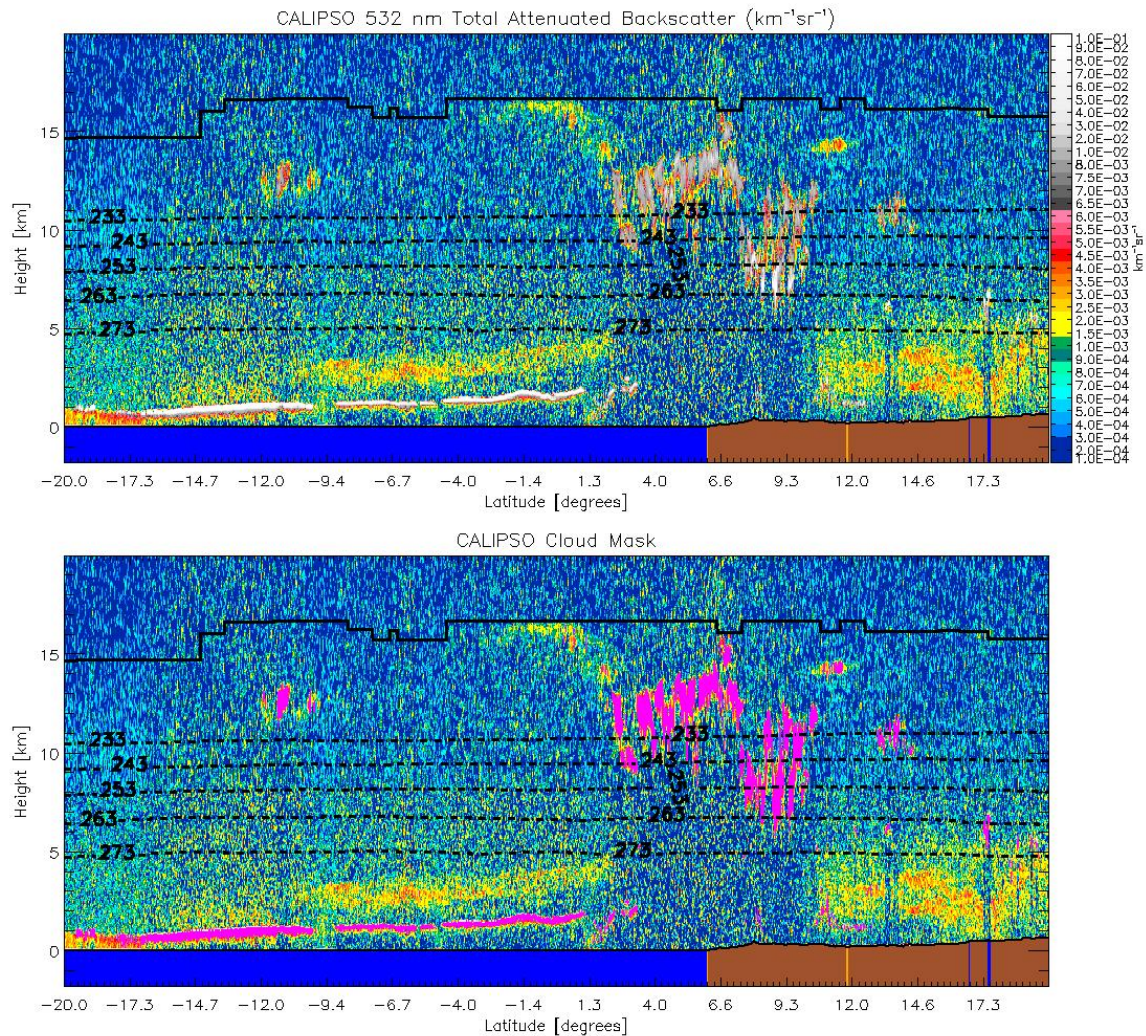 CALIPSO 532 nm Total Attenuated Backscatter (km⁻¹sr⁻¹)
Height [km]
15
10
5
0
233
243
253
263
273
233
243
253
263
273
-20.0 -17.3 -14.7 -12.0 -9.4 -6.7 -4.0 -1.4 1.3 4.0 6.6 9.3 12.0 14.6 17.3
Latitude [degrees]
1.0E-01
9.0E-02
8.0E-02
7.0E-02
6.0E-02
5.0E-02
4.0E-02
3.0E-02
2.0E-02
1.0E-02
8.0E-03
7.5E-03
7.0E-03
6.5E-03
6.0E-03
5.5E-03
5.0E-03
4.5E-03
4.0E-03
3.5E-03
3.0E-03
2.5E-03
2.0E-03
1.5E-03
1.0E-03
9.0E-04
8.0E-04
7.0E-04
6.0E-04
5.0E-04
4.0E-04
3.0E-04
2.0E-04
1.0E-04
km⁻¹sr⁻¹
CALIPSO Cloud Mask
Height [km]
15
10
5
0
233
243
253
263
273
233
243
253
263
273
-20.0 -17.3 -14.7 -12.0 -9.4 -6.7 -4.0 -1.4 1.3 4.0 6.6 9.3 12.0 14.6 17.3
Latitude [degrees]